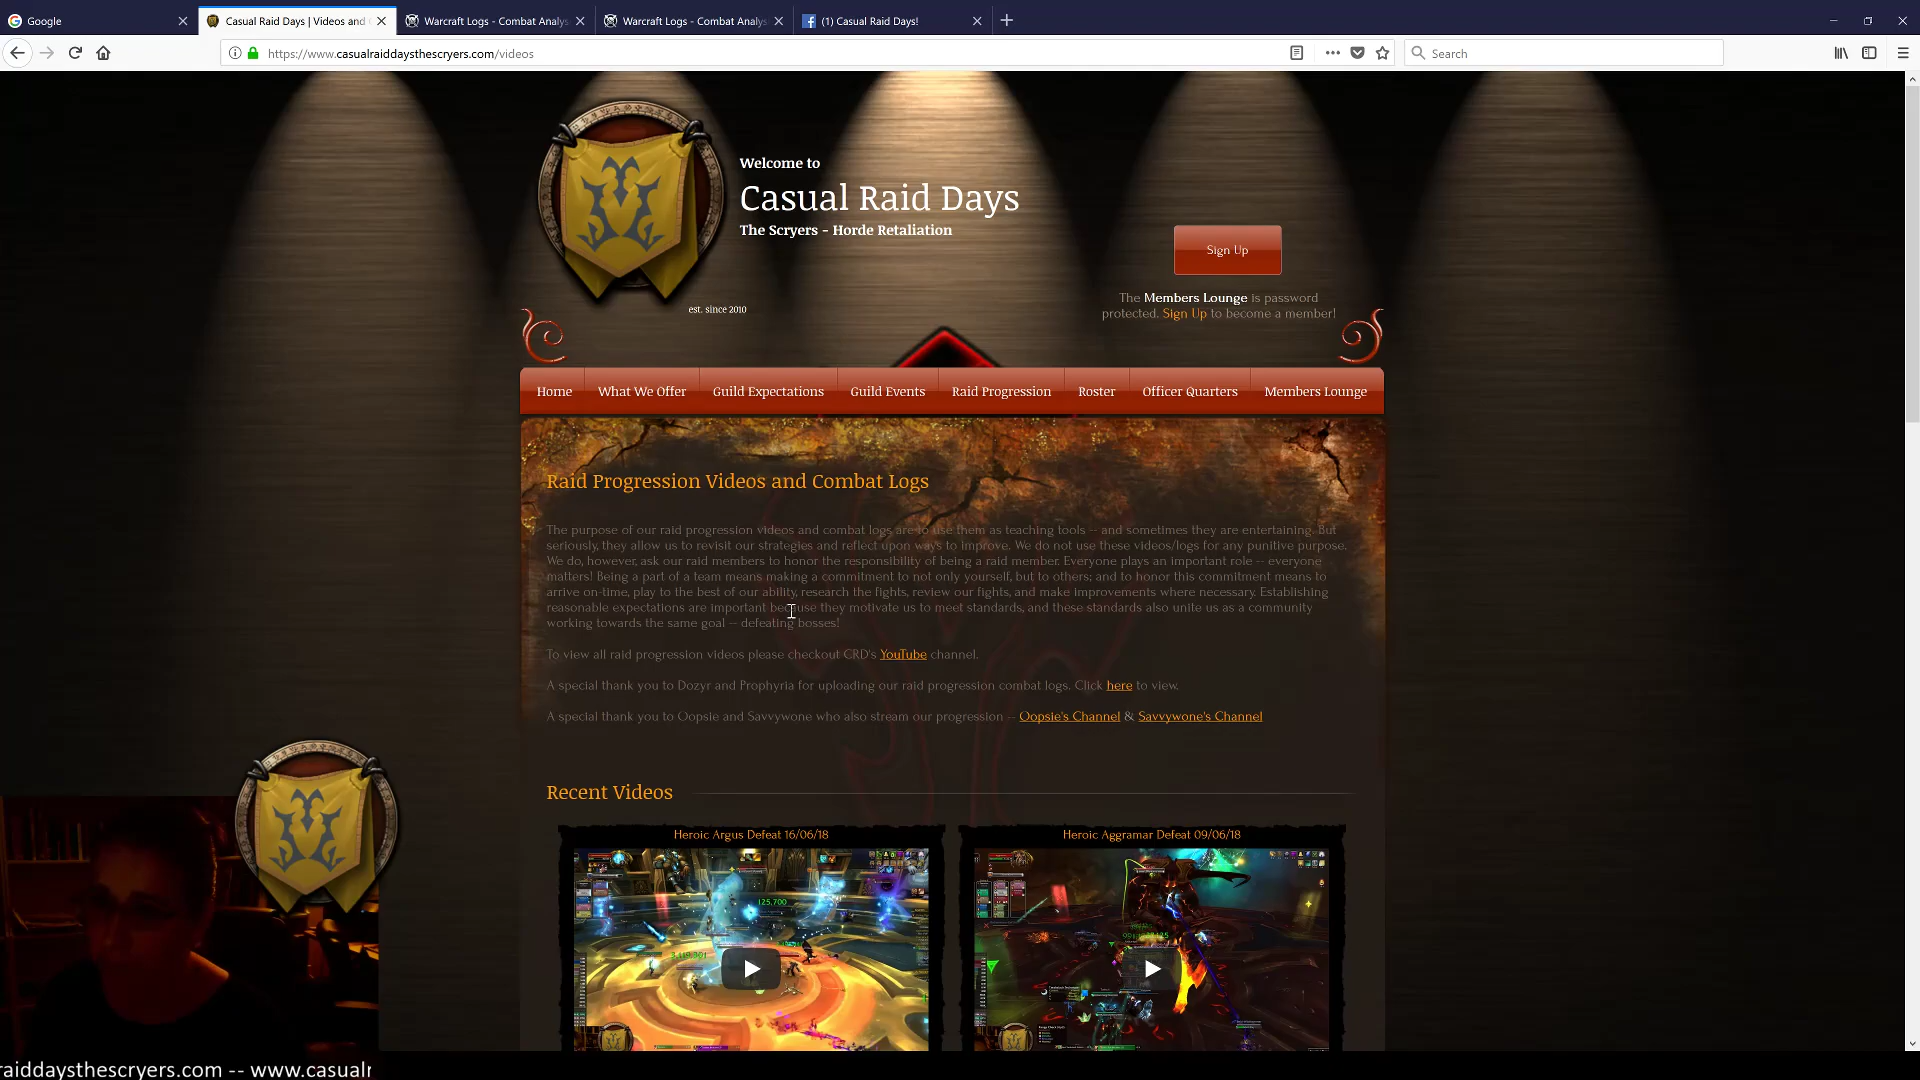 Google
Casual Raid Days | Videos and
Warcraft Logs - Combat Analys
Warcraft Logs - Combat Analys
(1) Casual Raid Days!
https://www.casualraiddaysthescryers.com/videos
Search
Welcome to
Casual Raid Days
The Scryers - Horde Retaliation
est. since 2010
Sign Up
The Members Lounge is password
protected. Sign Up to become a member!
Home What We Offer Guild Expectations Guild Events Raid Progression Roster Officer Quarters Members Lounge
Raid Progression Videos and Combat Logs
The purpose of our raid progression videos and combat logs are to use them as teaching tools -- and sometimes they are entertaining. But
seriously, they allow us to revisit our strategies and reflect upon ways to improve. We do not use these videos/logs for any punitive purpose.
We do, however, ask our raid members to honor the responsibility of being a raid member. Everyone plays an important role -- everyone
matters! Being a part of a team means making a commitment to not only yourself, but to others; and to honor this commitment means to
arrive on-time, play to the best of our ability, research the fights, review our fights, and make improvements where necessary. Establishing
reasonable expectations are important because they motivate us to meet standards, and these standards also unite us as a community
working towards the same goal -- defeating bosses!
To view all raid progression videos please checkout CRD's YouTube channel.
A special thank you to Dozyr and Prophyria for uploading our raid progression combat logs. Click here to view.
A special thank you to Oopsie and Savvywone who also stream our progression -- Oopsie's Channel & Savvywone's Channel
Recent Videos
Heroic Argus Defeat 16/06/18
Heroic Aggramar Defeat 09/06/18
125,700
raiddaysthescryers.com -- www.casualr